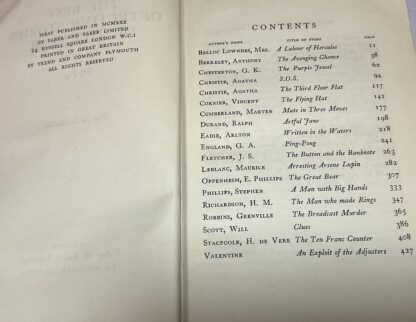 FIRST PUBLISHED IN MCMXXX
BY FABER AND FABER LIMITED
24 RUSSELL SQUARE LONDON W.C.1
PRINTED IN GREAT BRITAIN
BY TREND AND COMPANY PLYMOUTH
ALL RIGHTS RESERVED
CONTENTS
AUTHOR'S NAME TITLE OF STORY PAGE
BELLOC LOWNDES, MRS. A Labour of Hercules 11
BERKELEY, ANTHONY The Avenging Chance 38
CHESTERTON, G. K. The Purple Jewel 62
CHRISTIE, AGATHA S.O.S. 94
CHRISTIE, AGATHA The Third Floor Flat 117
CORNIER, VINCENT The Flying Hat 141
CUMBERLAND, MARTEN Mate in Three Moves 177
DURAND, RALPH Artful Jane 198
EADIE, ARLTON Written in the Waters 218
ENGLAND, G. A. Ping-Pong 241
FLETCHER, J. S. The Button and the Banknote 263
LEBLANC, MAURICE Arresting Arsene Lupin 282
OPPENHEIM, E. PHILLIPS The Great Bear 307
PHILLIPS, STEPHEN A Man with Big Hands 333
RICHARDSON, H. M. The Man who made Rings 347
ROBBINS, GRENVILLE The Broadcast Murder 365
SCOTT, WILL Clues 386
STACPOOLE, H. DE VERE The Ten Franc Counter 408
VALENTINE An Exploit of the Adjusters 427